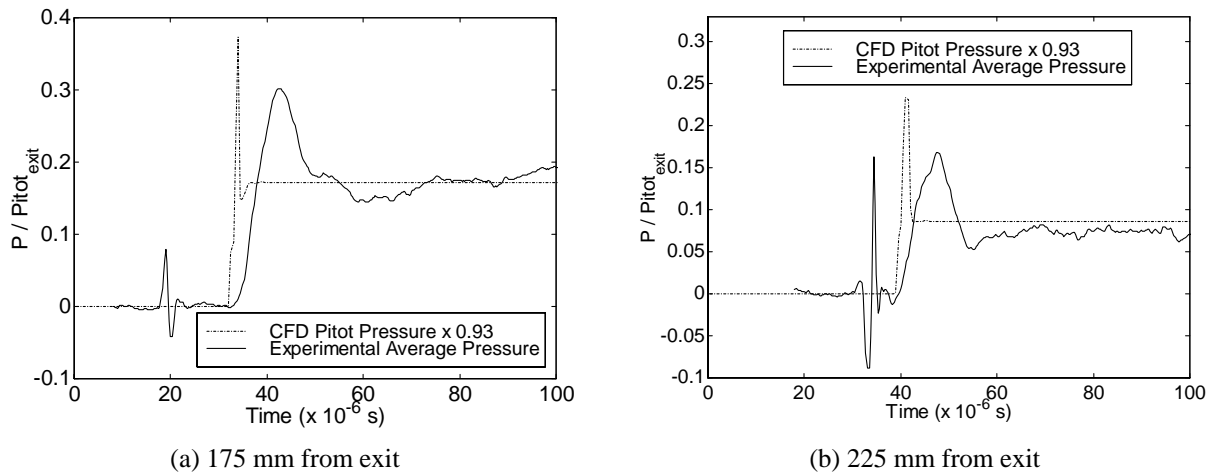 0.4
0.3
0.2
0.1
0
-0.1
P / Pitot_exit
0 20 40 60 80 100
Time (x 10^-6 s)
CFD Pitot Pressure x 0.93
Experimental Average Pressure
(a) 175 mm from exit
0.3
0.25
0.2
0.15
0.1
0.05
0
-0.05
-0.1
P / Pitot_exit
0 20 40 60 80 100
Time (x 10^-6 s)
CFD Pitot Pressure x 0.93
Experimental Average Pressure
(b) 225 mm from exit